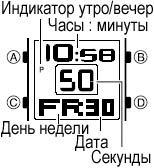 Индикатор утро/вечер
Часы : минуты
A
10:58
B
P
50
C
FR30
D
День недели
Дата
Секунды